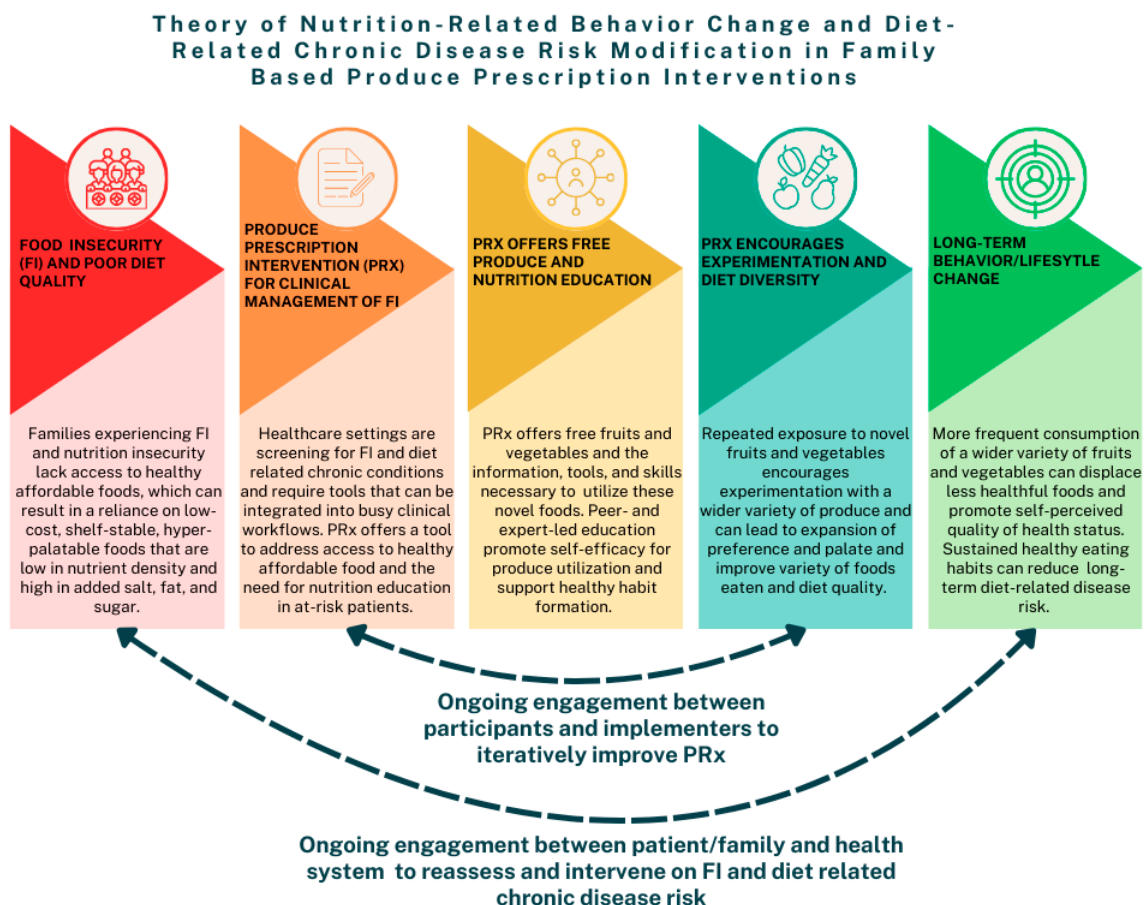 Theory of Nutrition-Related Behavior Change and Diet-
Related Chronic Disease Risk Modification in Family
Based Produce Prescription Interventions
FOOD INSECURITY
(FI) AND POOR DIET
QUALITY
Families experiencing FI
and nutrition insecurity
lack access to healthy
affordable foods, which can
result in a reliance on low-
cost, shelf-stable, hyper-
palatable foods that are
low in nutrient density and
high in added salt, fat, and
sugar.
PRODUCE
PRESCRIPTION
INTERVENTION (PRX)
FOR CLINICAL
MANAGEMENT OF FI
Healthcare settings are
screening for FI and diet
related chronic conditions
and require tools that can be
integrated into busy clinical
workflows. PRx offers a tool
to address access to healthy
affordable food and the
need for nutrition education
in at-risk patients.
PRX OFFERS FREE
PRODUCE AND
NUTRITION EDUCATION
PRx offers free fruits and
vegetables and the
information, tools, and skills
necessary to utilize these
novel foods. Peer- and
expert-led education
promote self-efficacy for
produce utilization and
support healthy habit
formation.
PRX ENCOURAGES
EXPERIMENTATION AND
DIET DIVERSITY
Repeated exposure to novel
fruits and vegetables
encourages
experimentation with a
wider variety of produce and
can lead to expansion of
preference and palate and
improve variety of foods
eaten and diet quality.
LONG-TERM
BEHAVIOR/LIFESYTLE
CHANGE
More frequent consumption
of a wider variety of fruits
and vegetables can displace
less healthful foods and
promote self-perceived
quality of health status.
Sustained healthy eating
habits can reduce long-
term diet-related disease
risk.
Ongoing engagement between
participants and implementers to
iteratively improve PRx
Ongoing engagement between patient/family and health
system to reassess and intervene on FI and diet related
chronic disease risk